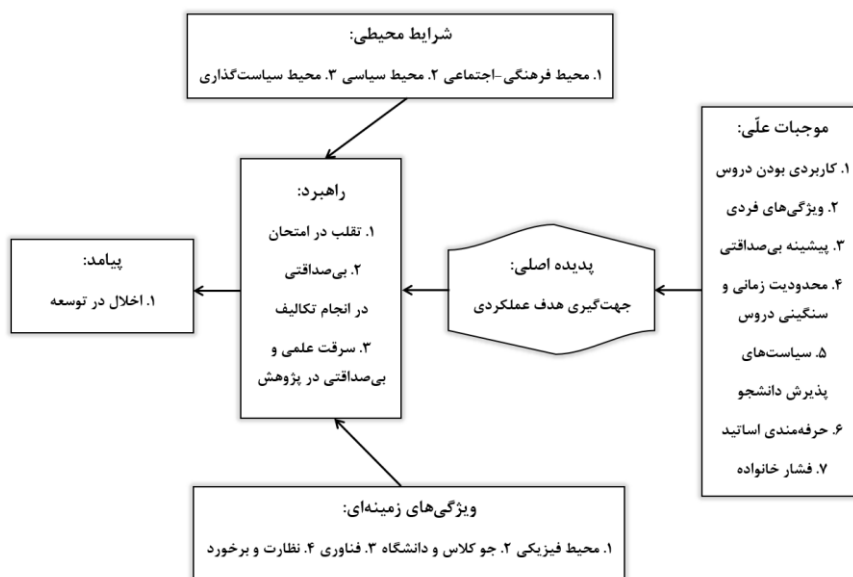 شرایط محیطی:
۱. محیط فرهنگی-اجتماعی ۲. محیط سیاسی ۳. محیط سیاست‌گذاری
موجبات علّی:
۱. کاربردی بودن دروس
۲. ویژگی‌های فردی
۳. پیشینه بی‌صداقتی
۴. محدودیت زمانی و
سنگینی دروس
۵. سیاست‌های
پذیرش دانشجو
۶. حرفه‌مندی اساتید
۷. فشار خانواده
پدیده اصلی:
جهت‌گیری هدف عملکردی
راهبرد:
۱. تقلب در امتحان
۲. بی‌صداقتی
در انجام تکالیف
۳. سرقت علمی و
بی‌صداقتی در پژوهش
پیامد:
۱. اخلال در توسعه
ویژگی‌های زمینه‌ای:
۱. محیط فیزیکی ۲. جو کلاس و دانشگاه ۳. فناوری ۴. نظارت و برخورد